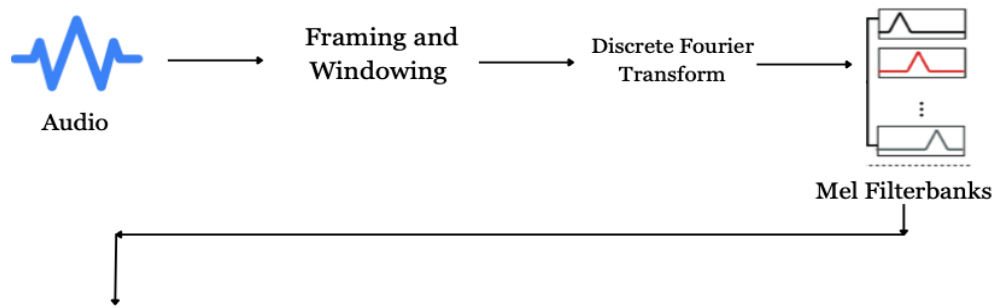 Framing and
Windowing
Discrete Fourier
Transform
Audio
Mel Filterbanks